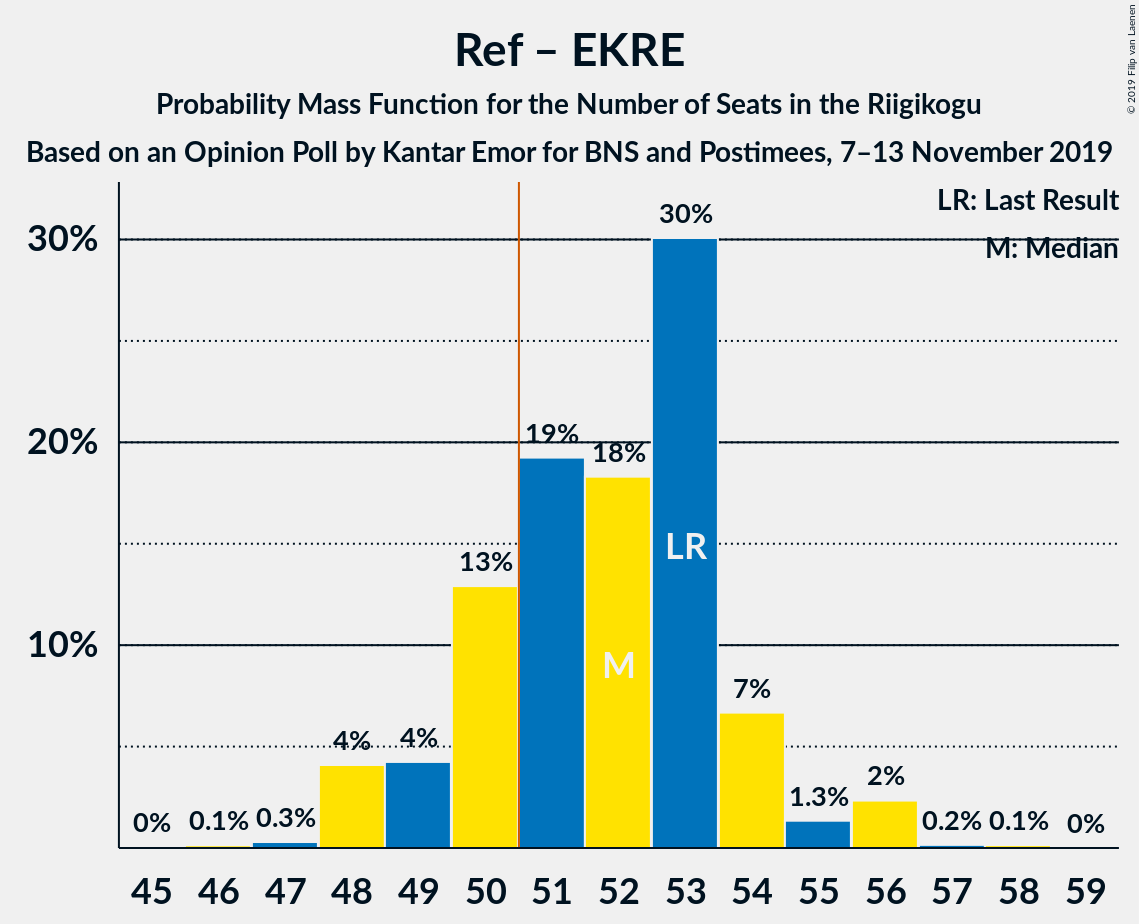 Ref – EKRE
Probability Mass Function for the Number of Seats in the Riigikogu
Based on an Opinion Poll by Kantar Emor for BNS and Postimees, 7–13 November 2019
© 2019 Filip van Laenen
LR: Last Result
M: Median
30%
20%
10%
0%
0.1%
0.3%
4%
4%
13%
19%
18%
30%
7%
1.3%
2%
0.2%
0.1%
0%
LR
M
45 46 47 48 49 50 51 52 53 54 55 56 57 58 59